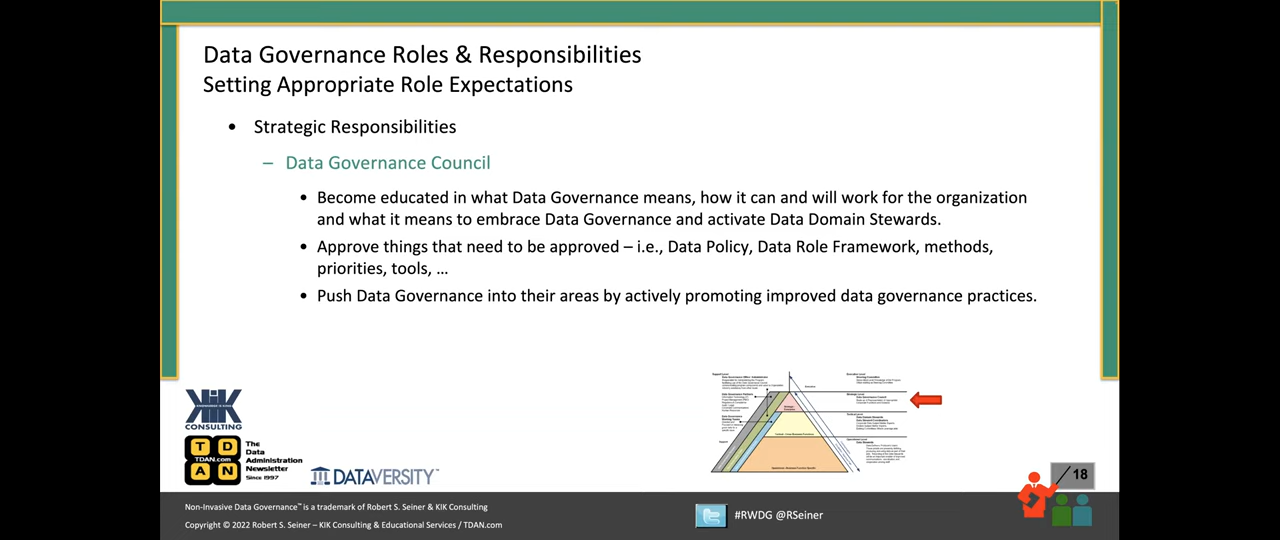 Data Governance Roles & Responsibilities
Setting Appropriate Role Expectations
• Strategic Responsibilities
– Data Governance Council
• Become educated in what Data Governance means, how it can and will work for the organization
and what it means to embrace Data Governance and activate Data Domain Stewards.
• Approve things that need to be approved – i.e., Data Policy, Data Role Framework, methods,
priorities, tools, ...
• Push Data Governance into their areas by actively promoting improved data governance practices.
KIK
CONSULTING
T D
TDAN.com
A N
The
Data
Administration
Newsletter
Since 1997
DATAVERSITY™
18
Non-Invasive Data Governance™ is a trademark of Robert S. Seiner & KIK Consulting
Copyright © 2022 Robert S. Seiner – KIK Consulting & Educational Services / TDAN.com
#RWDG @RSeiner